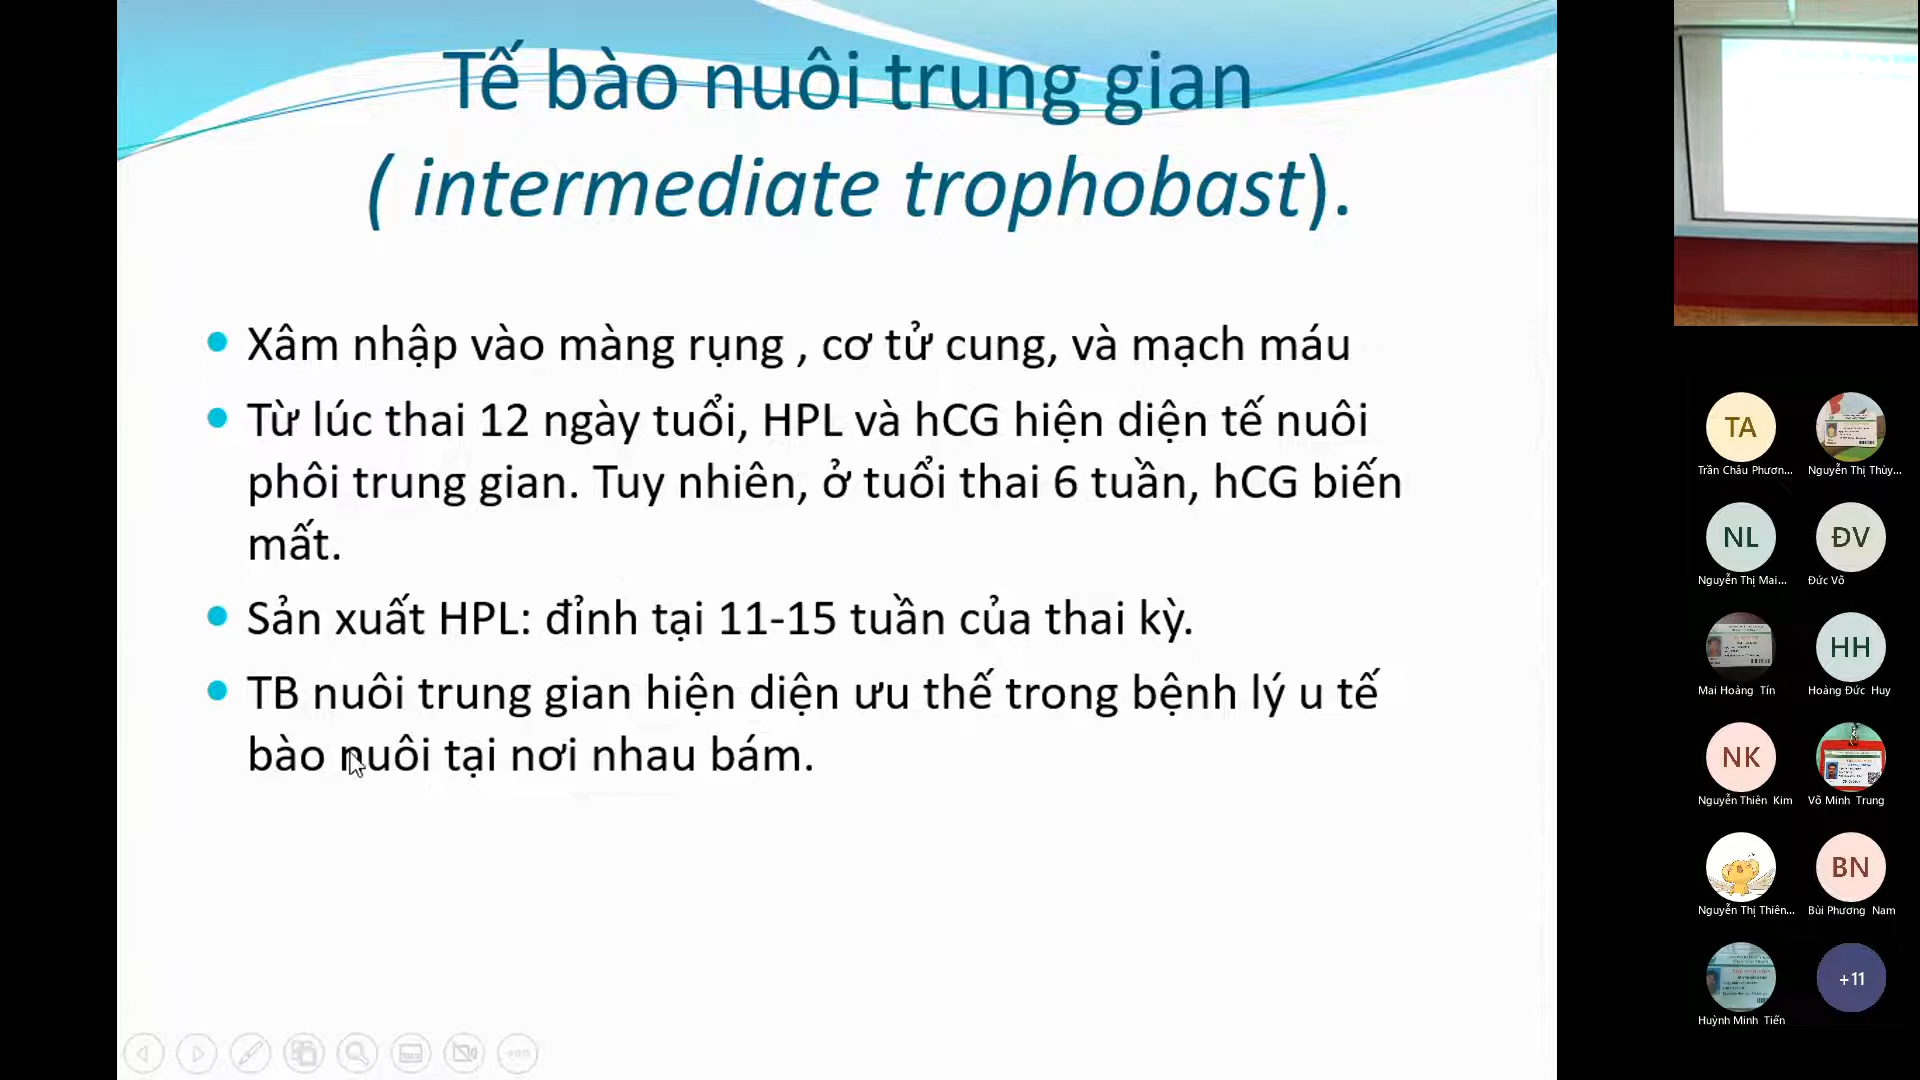 Tế bào nuôi trung gian
( intermediate trophobast).
Xâm nhập vào màng rụng , cơ tử cung, và mạch máu
Từ lúc thai 12 ngày tuổi, HPL và hCG hiện diện tế nuôi
phôi trung gian. Tuy nhiên, ở tuổi thai 6 tuần, hCG biến
mất.
Sản xuất HPL: đỉnh tại 11-15 tuần của thai kỳ.
TB nuôi trung gian hiện diện ưu thế trong bệnh lý u tế
bào nuôi tại nơi nhau bám.
TA
Trần Châu Phươn...
Nguyễn Thị Thùy...
NL
Nguyễn Thị Mai...
ĐV
Đức Võ
Mai Hoàng Tín
HH
Hoàng Đức Huy
NK
Nguyễn Thiên Kim
Võ Minh Trung
Nguyễn Thị Thiên...
BN
Bùi Phương Nam
Huỳnh Minh Tiến
+11